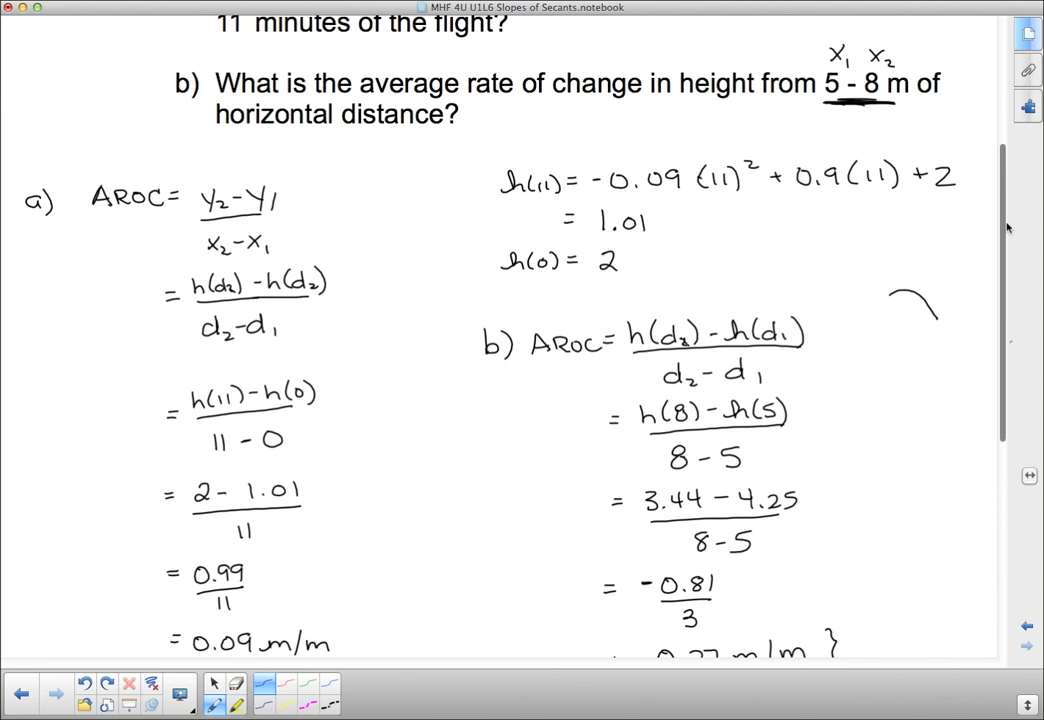 MHF 4U U1L6 Slopes of Secants.notebook
11 minutes of the flight?
x₁ x₂
b) What is the average rate of change in height from 5 - 8 m of
horizontal distance?
a) AROC = y₂-y1
x₂-x₁
= h(d₂) - h(d₂)
d₂-d₁
= h(11) - h(0)
11 - 0
= 2 - 1.01
11
= 0.99
11
= 0.09 m/m
h(11) = -0.09 (11)² + 0.9(11) + 2
= 1.01
h(0) = 2
b) AROC = h(d₂) - h(d₁)
d₂ - d₁
= h(8) - h(5)
8 - 5
= 3.44 - 4.25
8-5
= -0.81
3
m/m }